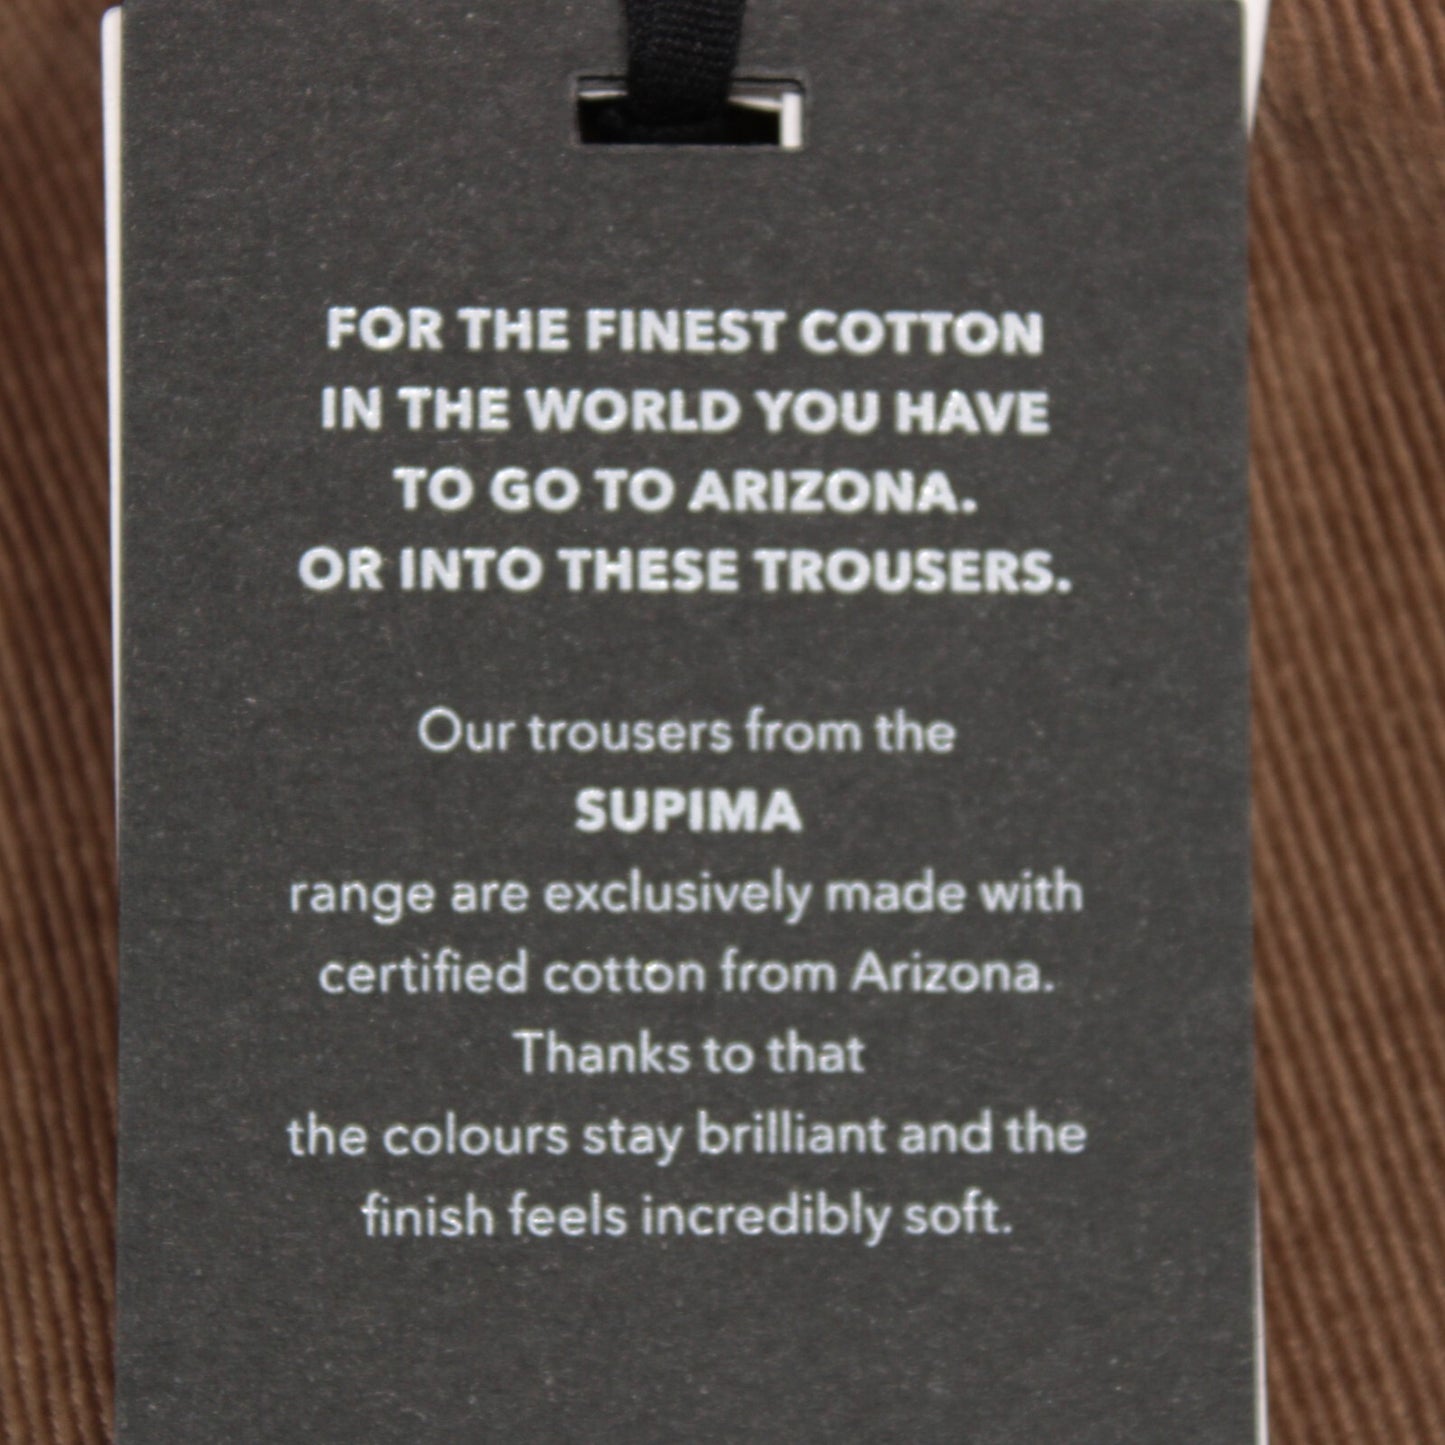 FOR THE FINEST COTTON
IN THE WORLD YOU HAVE
TO GO TO ARIZONA.
OR INTO THESE TROUSERS.
Our trousers from the
SUPIMA
range are exclusively made with
certified cotton from Arizona.
Thanks to that
the colours stay brilliant and the
finish feels incredibly soft.